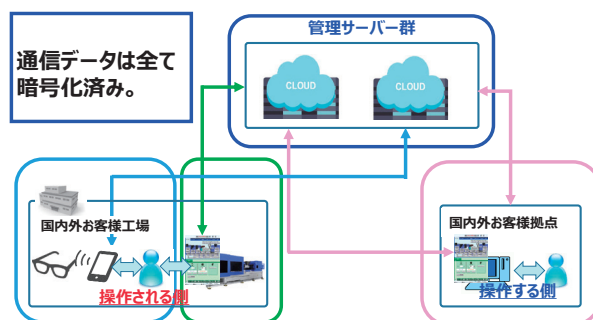 通信データは全て
暗号化済み。
管理サーバー群
CLOUD
CLOUD
国内外お客様工場
操作される側
国内外お客様拠点
操作する側